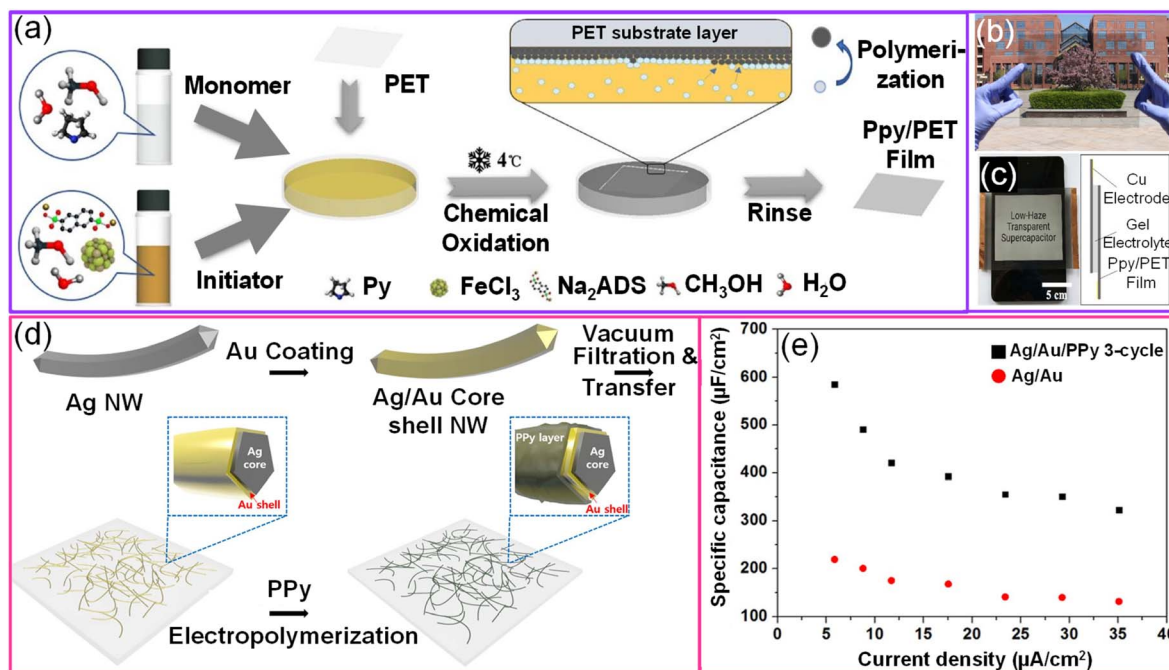 (a)
Monomer
PET
Initiator
❄ 4℃
Chemical
Oxidation
PET substrate layer
Polymeri-
zation
Rinse
Ppy/PET
Film
Py
FeCl3
Na2ADS
CH3OH
H2O
(b)
(c)
Low-Haze
Transparent
Supercapacitor
5 cm
Cu
Electrode
Gel
Electrolyte
Ppy/PET
Film
(d)
Ag NW
Au Coating
Ag/Au Core
shell NW
Vacuum
Filtration &
Transfer
Ag
core
Au shell
PPy layer
Ag
core
Au shell
PPy
Electropolymerization
(e)
Specific capacitance (μF/cm2)
700
600
500
400
300
200
100
Ag/Au/PPy 3-cycle
Ag/Au
0 5 10 15 20 25 30 35 40
Current density (μA/cm2)